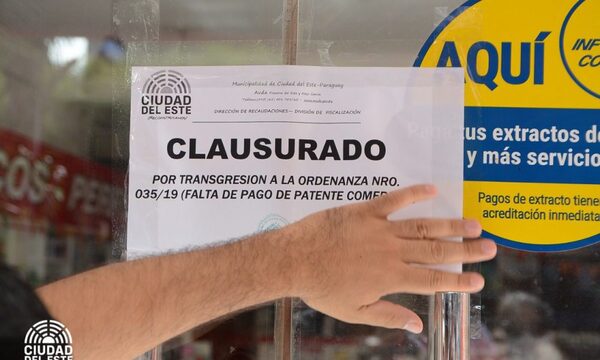 CIUDAD
DEL ESTE
Municipalidad de Ciudad del Este-Paraguay
DIRECCIÓN DE RECAUDACIONES— DIVISIÓN DE FISCALIZACIÓN
CLAUSURADO
POR TRANSGRESION A LA ORDENANZA NRO.
035/19 (FALTA DE PAGO DE PATENTE COMER
AQUÍ
tus extractos de
y más servicio
Pagos de extracto tiene
acreditación inmediata
CIUDAD
DEL ESTE